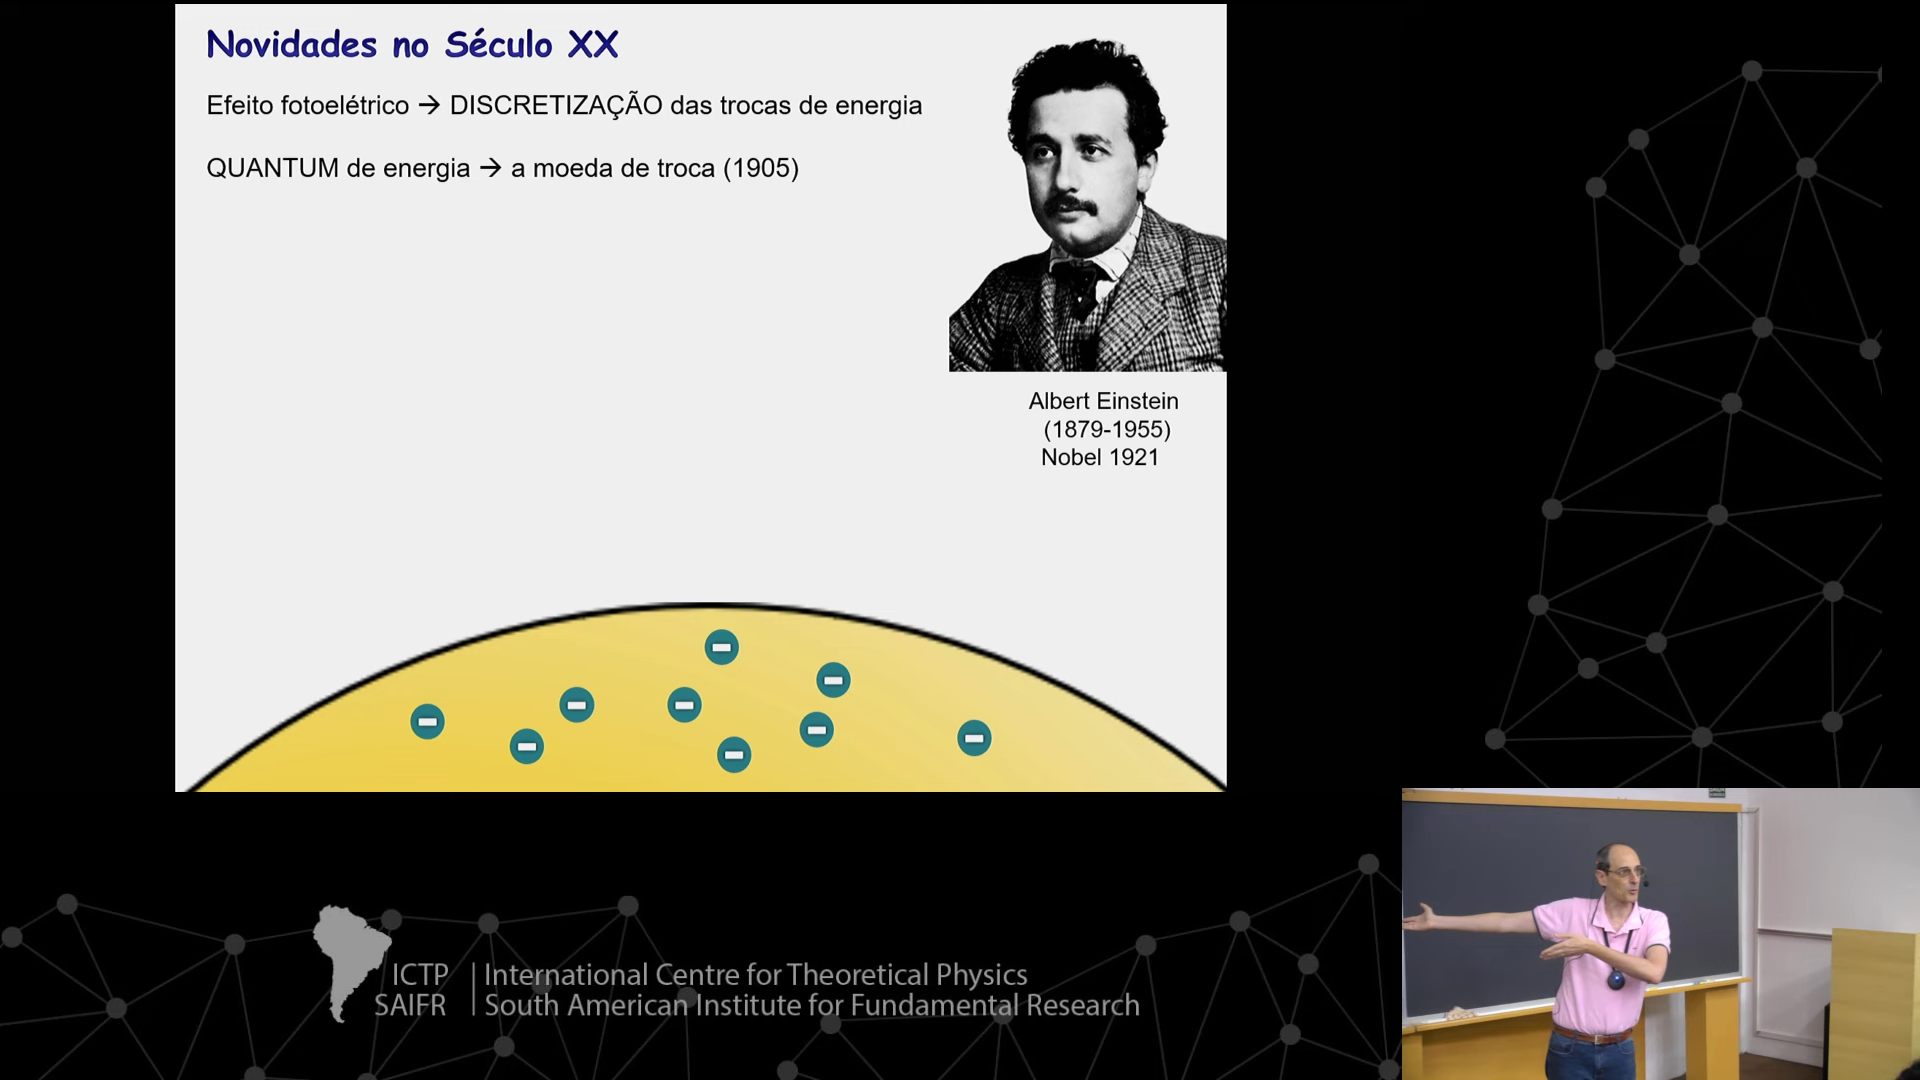 Novidades no Século XX
Efeito fotoelétrico → DISCRETIZAÇÃO das trocas de energia
QUANTUM de energia → a moeda de troca (1905)
Albert Einstein
(1879-1955)
Nobel 1921
ICTP | International Centre for Theoretical Physics
SAIFR | South American Institute for Fundamental Research